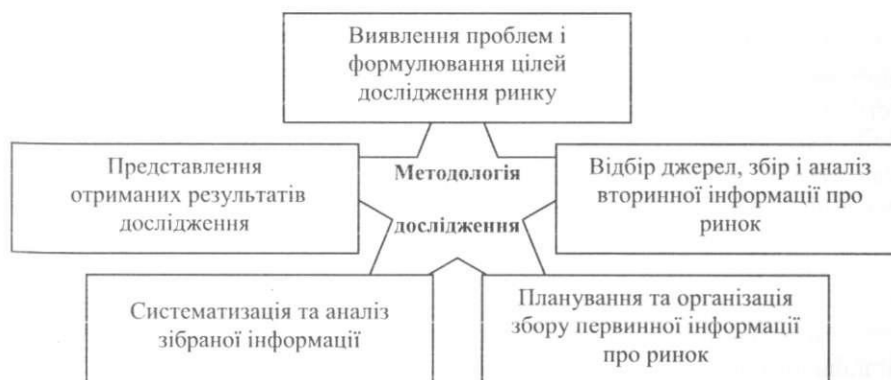 Виявлення проблем і
формулювання цілей
дослідження ринку
Представлення
отриманих результатів
дослідження
Методологія
дослідження
Відбір джерел, збір і аналіз
вторинної інформації про
ринок
Систематизація та аналіз
зібраної інформації
Планування та організація
збору первинної інформації
про ринок